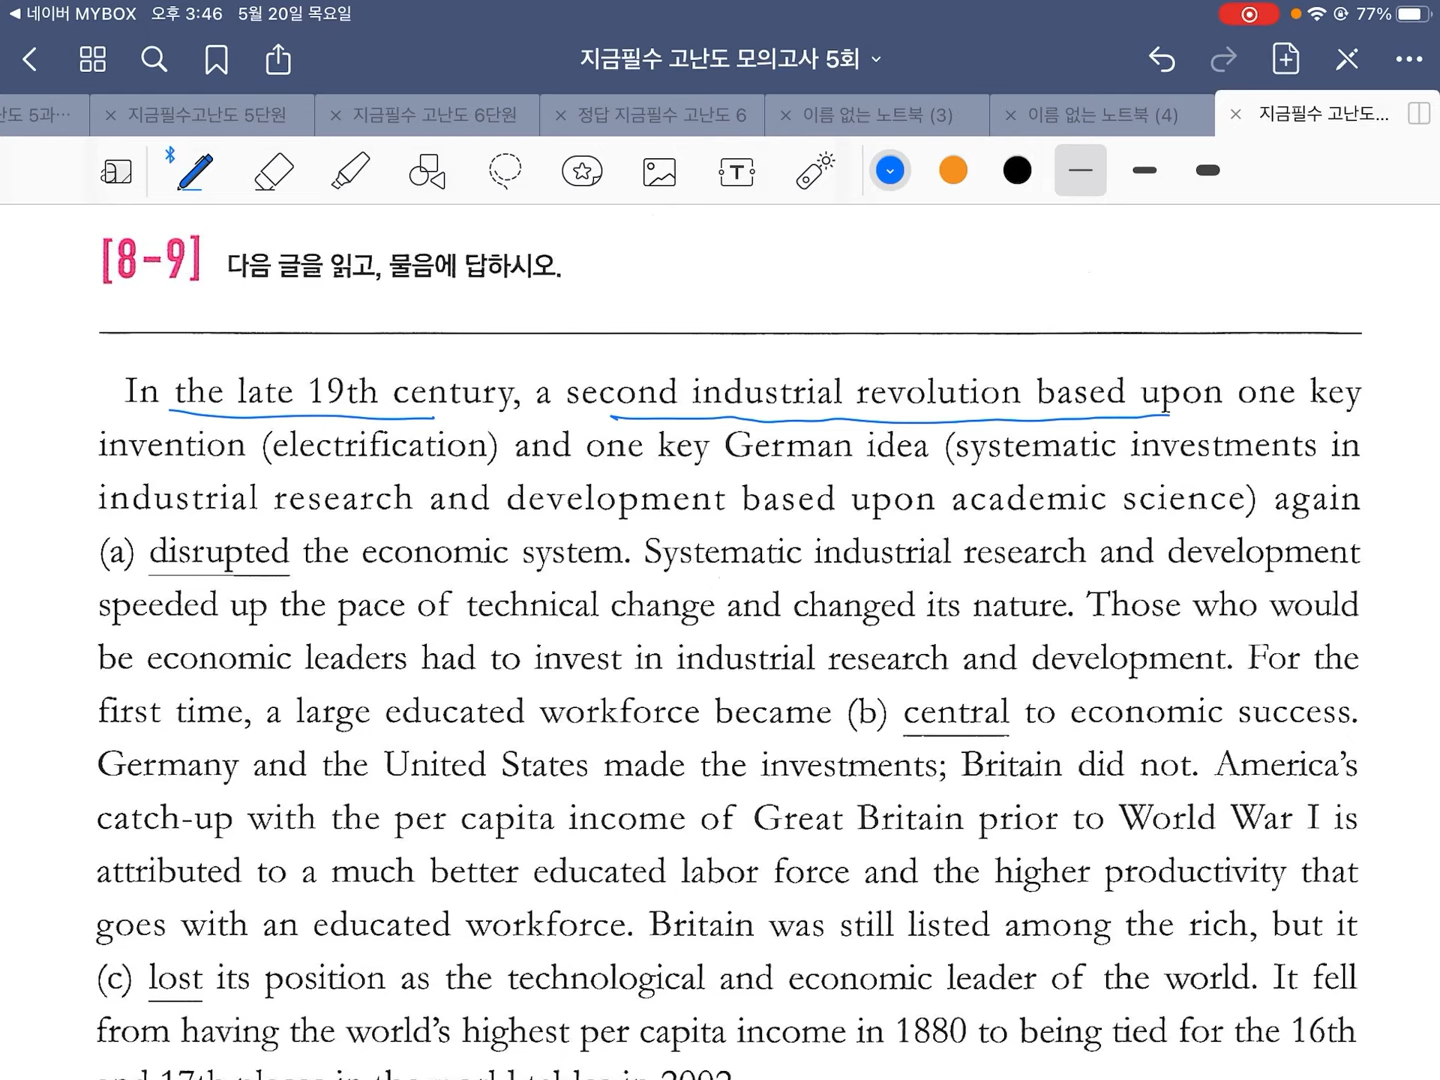 네이버 MYBOX 오후 3:46 5월 20일 목요일
77%
지금필수 고난도 모의고사 5회
난도 5과…
지금필수고난도 5단원
지금필수 고난도 6단원
정답 지금필수 고난도 6
이름 없는 노트북 (3)
이름 없는 노트북 (4)
지금필수 고난도...
[8-9] 다음 글을 읽고, 물음에 답하시오.
In the late 19th century, a second industrial revolution based upon one key
invention (electrification) and one key German idea (systematic investments in
industrial research and development based upon academic science) again
(a) disrupted the economic system. Systematic industrial research and development
speeded up the pace of technical change and changed its nature. Those who would
be economic leaders had to invest in industrial research and development. For the
first time, a large educated workforce became (b) central to economic success.
Germany and the United States made the investments; Britain did not. America's
catch-up with the per capita income of Great Britain prior to World War I is
attributed to a much better educated labor force and the higher productivity that
goes with an educated workforce. Britain was still listed among the rich, but it
(c) lost its position as the technological and economic leader of the world. It fell
from having the world's highest per capita income in 1880 to being tied for the 16th
and 17th places in the world tables in 2002.